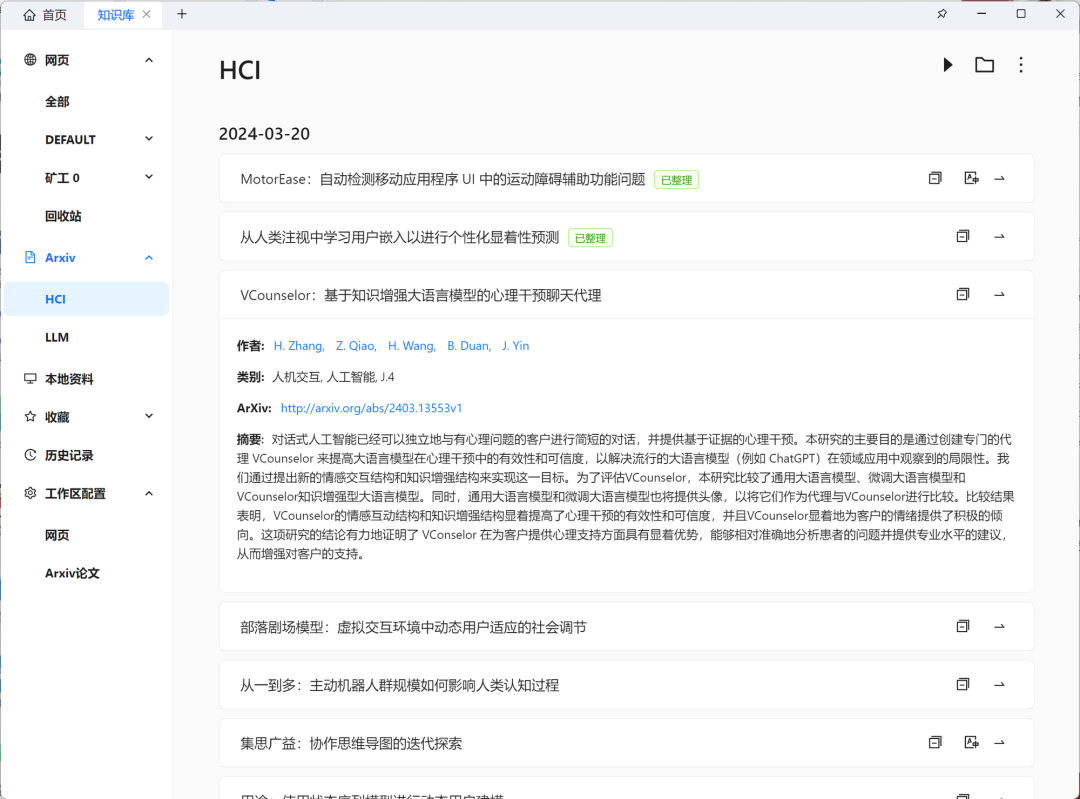 首页
知识库
网页
全部
DEFAULT
矿工 0
回收站
Arxiv
HCI
LLM
本地资料
收藏
历史记录
工作区配置
网页
Arxiv论文
HCI
2024-03-20
MotorEase：自动检测移动应用程序 UI 中的运动障碍辅助功能问题 已整理
从人类注视中学习用户嵌入以进行个性化显着性预测 已整理
VCounselor：基于知识增强大语言模型的心理干预聊天代理
作者: H. Zhang, Z. Qiao, H. Wang, B. Duan, J. Yin
类别: 人机交互, 人工智能, J.4
ArXiv: http://arxiv.org/abs/2403.13553v1
摘要: 对话式人工智能已经可以独立地与有心理问题的客户进行简短的对话，并提供基于证据的心理干预。本研究的主要目的是通过创建专门的代
理 VCounselor 来提高大语言模型在心理干预中的有效性和可信度，以解决流行的大语言模型（例如 ChatGPT）在领域应用中观察到的局限性。我
们通过提出新的情感交互结构和知识增强结构来实现这一目标。为了评估VCounselor，本研究比较了通用大语言模型、微调大语言模型和
VCounselor知识增强型大语言模型。同时，通用大语言模型和微调大语言模型也将提供头像，以将它们作为代理与VCounselor进行比较。比较结果
表明，VCounselor的情感互动结构和知识增强结构显着提高了心理干预的有效性和可信度，并且VCounselor显着地为客户的情绪提供了积极的倾
向。这项研究的结论有力地证明了 VConselor 在为客户提供心理支持方面具有显着优势，能够相对准确地分析患者的问题并提供专业水平的建议，
从而增强对客户的支持。
部落剧场模型：虚拟交互环境中动态用户适应的社会调节
从一到多：主动机器人群规模如何影响人类认知过程
集思广益：协作思维导图的迭代探索